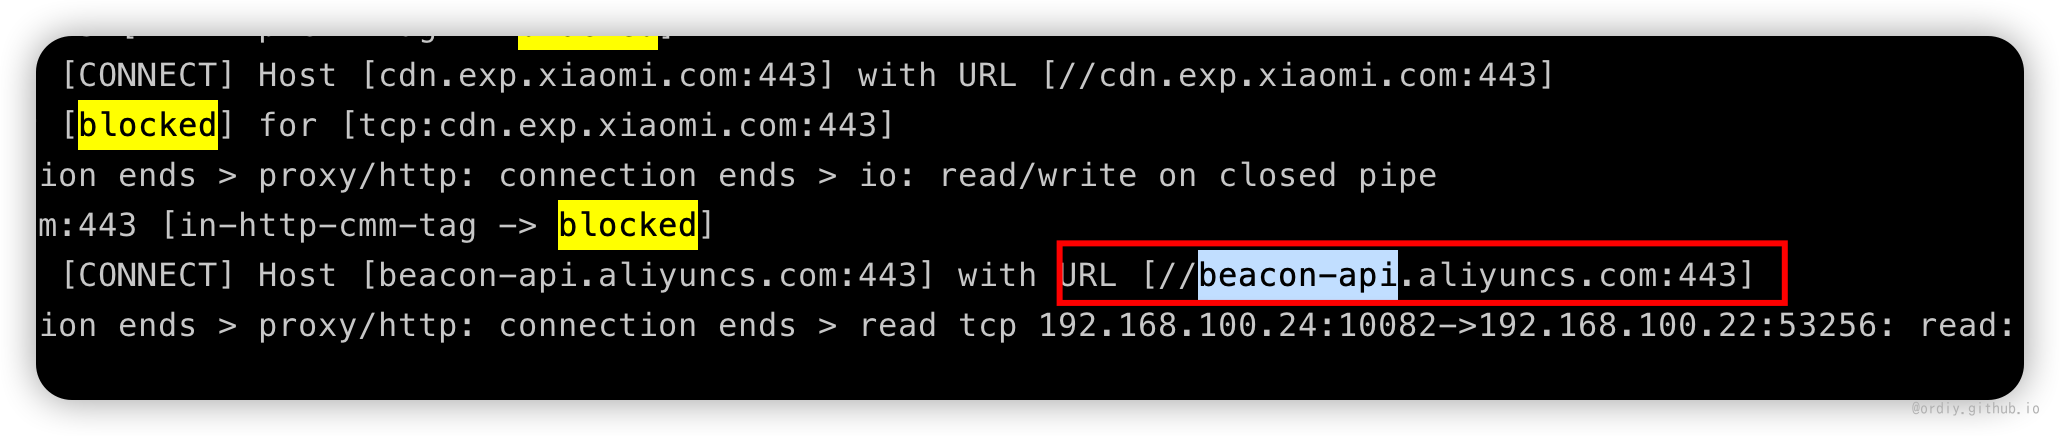 [CONNECT] Host [cdn.exp.xiaomi.com:443] with URL [//cdn.exp.xiaomi.com:443]
[blocked] for [tcp:cdn.exp.xiaomi.com:443]
ion ends > proxy/http: connection ends > io: read/write on closed pipe
m:443 [in-http-cmm-tag -> blocked]
[CONNECT] Host [beacon-api.aliyuncs.com:443] with URL [//beacon-api.aliyuncs.com:443]
ion ends > proxy/http: connection ends > read tcp 192.168.100.24:10082->192.168.100.22:53256: read:
@ordiy.github.io